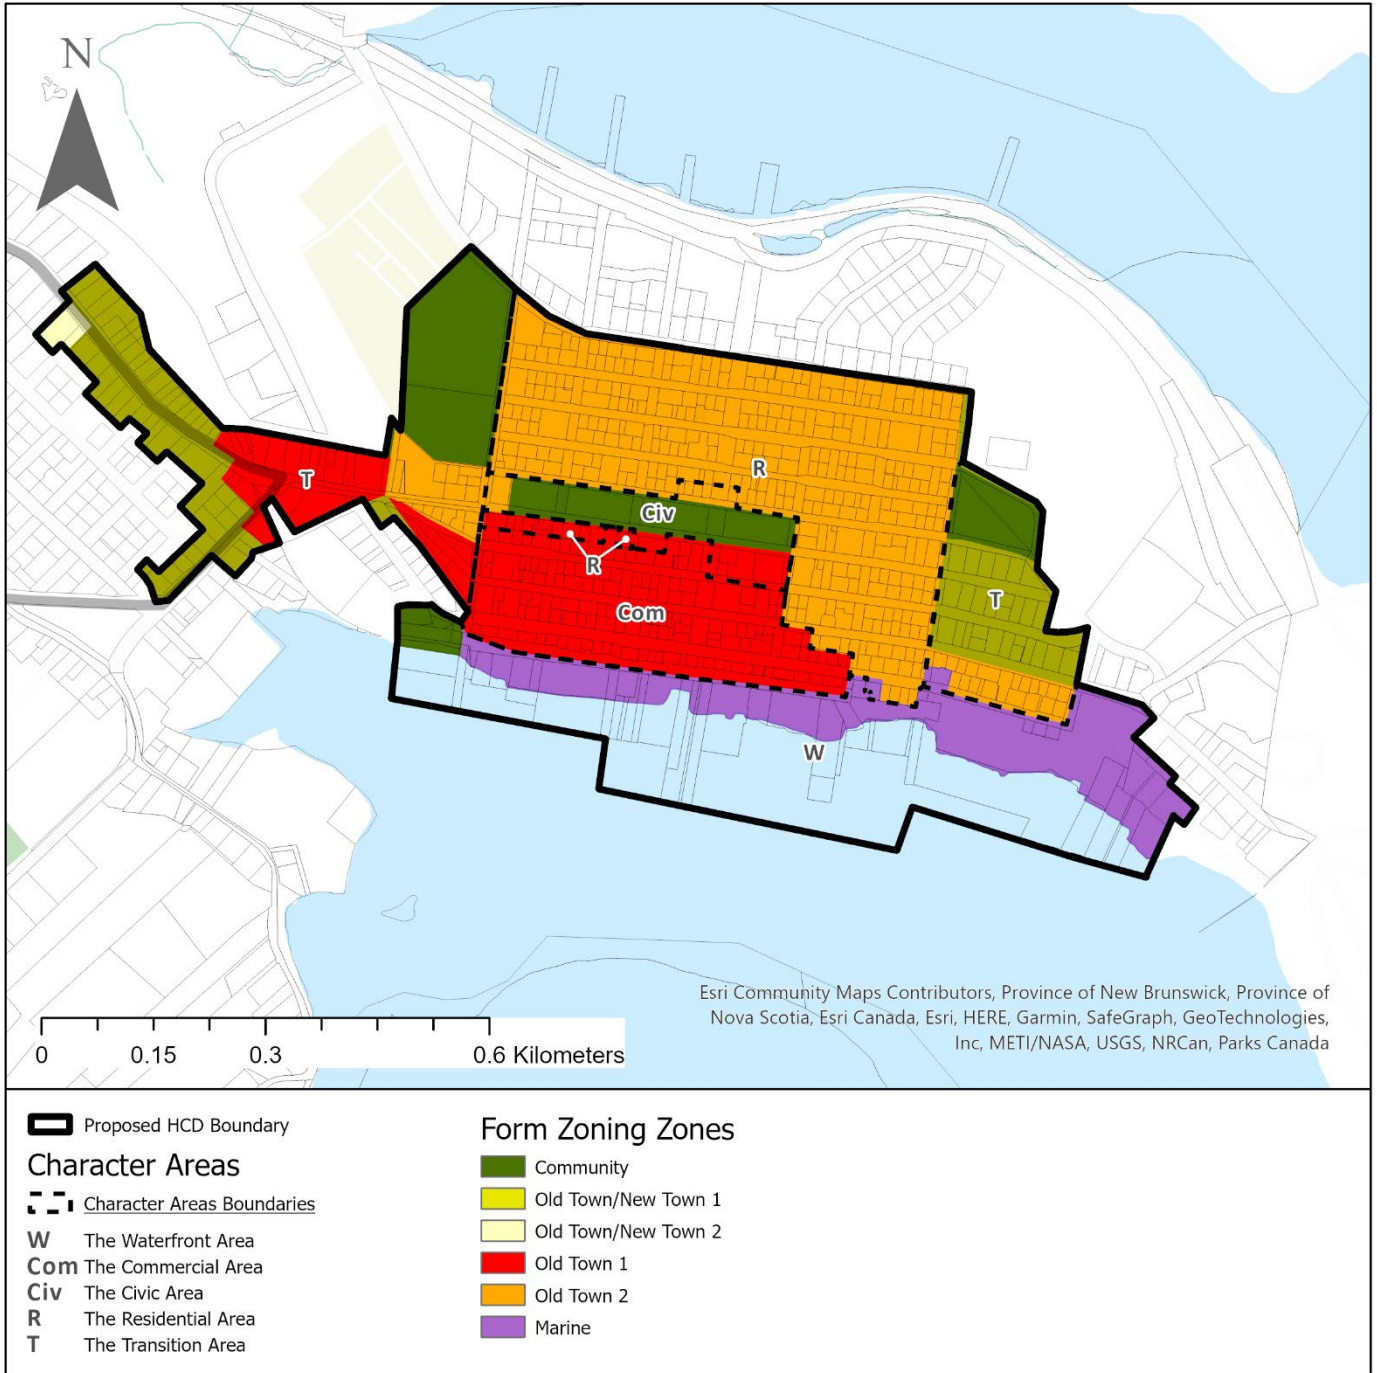 N
T
R
Civ
R
Com
T
W
Esri Community Maps Contributors, Province of New Brunswick, Province of
Nova Scotia, Esri Canada, Esri, HERE, Garmin, SafeGraph, GeoTechnologies,
Inc, METI/NASA, USGS, NRCan, Parks Canada
0 0.15 0.3 0.6 Kilometers
Proposed HCD Boundary
Character Areas
Character Areas Boundaries
W The Waterfront Area
Com The Commercial Area
Civ The Civic Area
R The Residential Area
T The Transition Area
Form Zoning Zones
Community
Old Town/New Town 1
Old Town/New Town 2
Old Town 1
Old Town 2
Marine